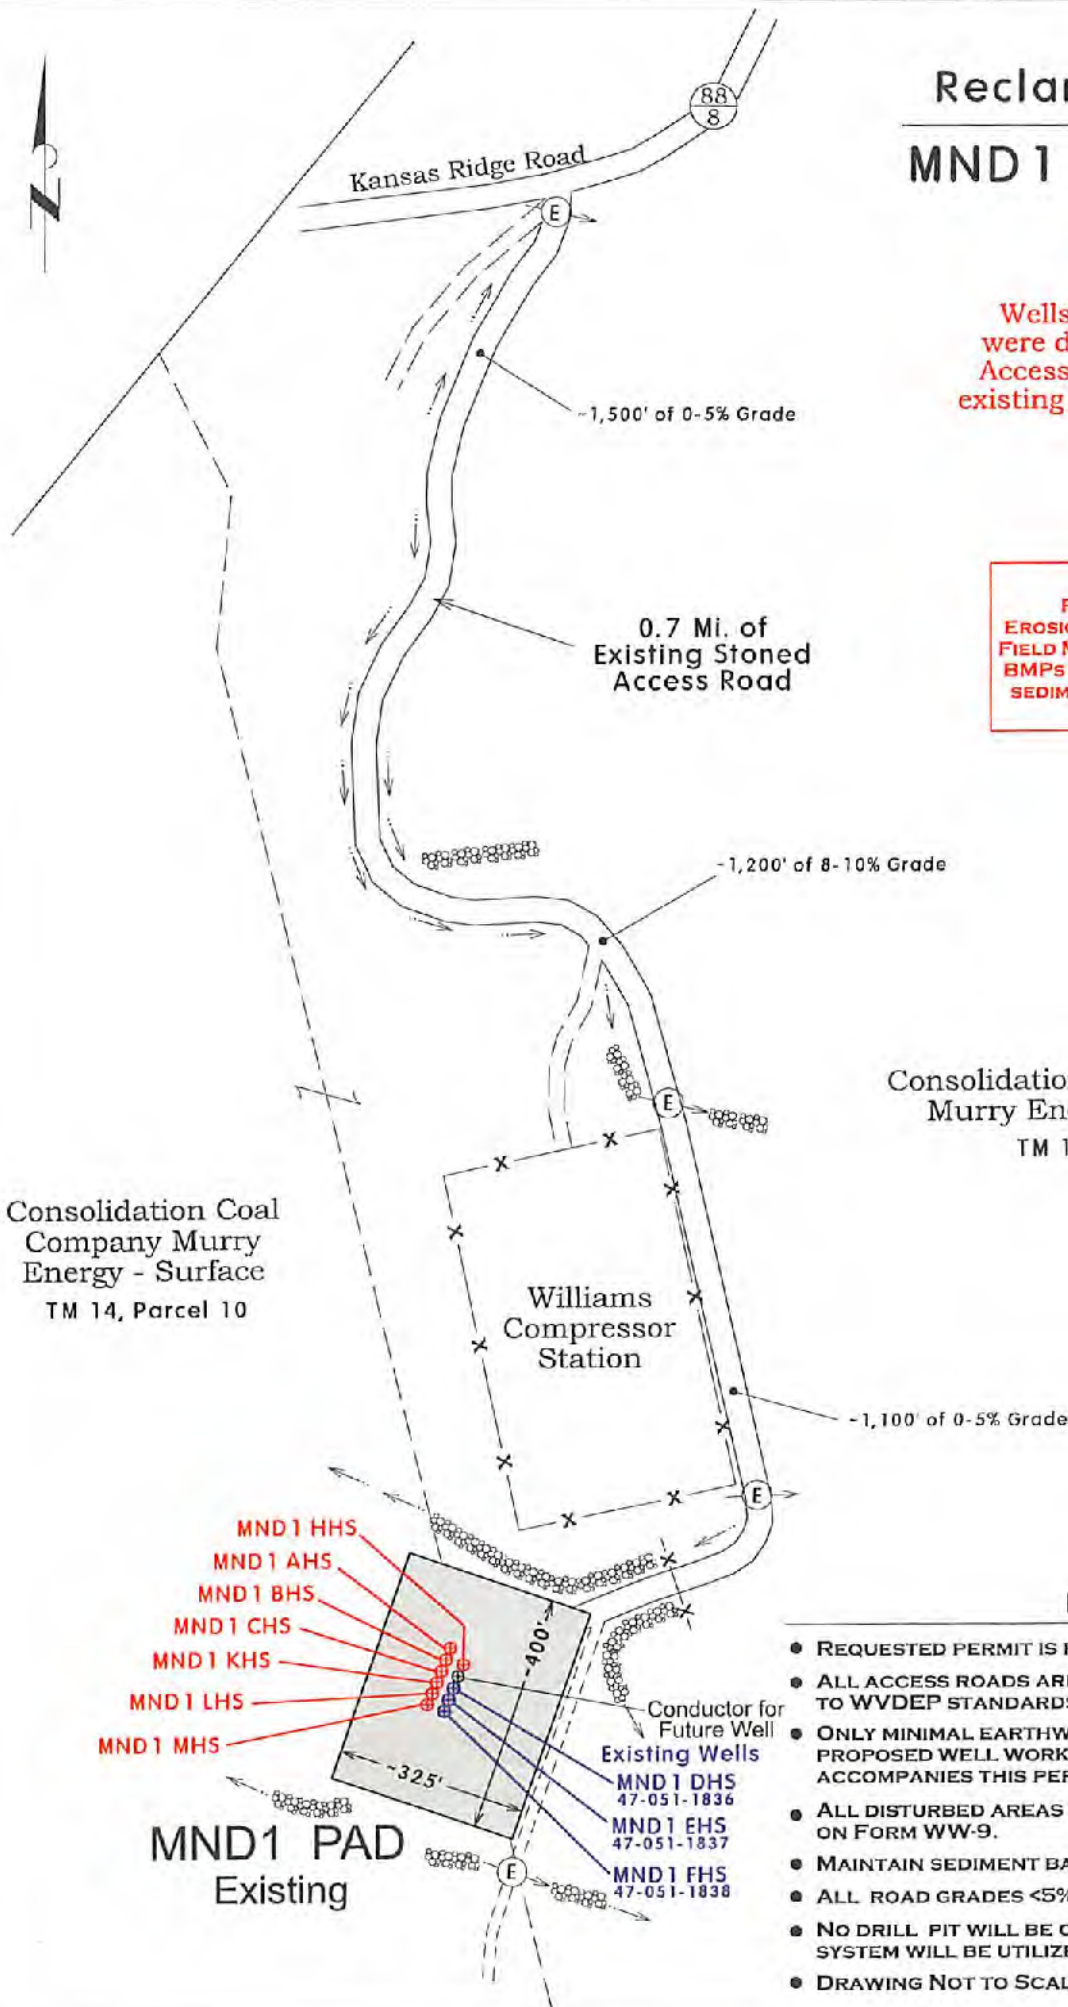 Reclar
MND1
88
8
Kansas Ridge Road
E
N
Wells
were d
Access
existing
~1,500' of 0-5% Grade
0.7 Mi. of
Existing Stoned
Access Road
EROSIO
FIELD M
BMPs
SEDIM
~1,200' of 8-10% Grade
E
Consolidatio
Murry En
TM 1
Consolidation Coal
Company Murry
Energy - Surface
TM 14, Parcel 10
Williams
Compressor
Station
~1,100' of 0-5% Grade
E
MND1 HHS
MND1 AHS
MND1 BHS
MND1 CHS
MND1 KHS
MND1 LHS
MND1 MHS
~400'
~325'
Conductor for
Future Well
Existing Wells
MND1 DHS
47-051-1836
MND1 EHS
47-051-1837
MND1 FHS
47-051-1838
MND1 PAD
Existing
E
• REQUESTED PERMIT IS
• ALL ACCESS ROADS AR
TO WVDEP STANDARDS
• ONLY MINIMAL EARTHW
PROPOSED WELL WORK
ACCOMPANIES THIS PER
• ALL DISTURBED AREAS
ON FORM WW-9.
• MAINTAIN SEDIMENT BA
• ALL ROAD GRADES <5%
• NO DRILL PIT WILL BE C
SYSTEM WILL BE UTILIZE
• DRAWING NOT TO SCAL